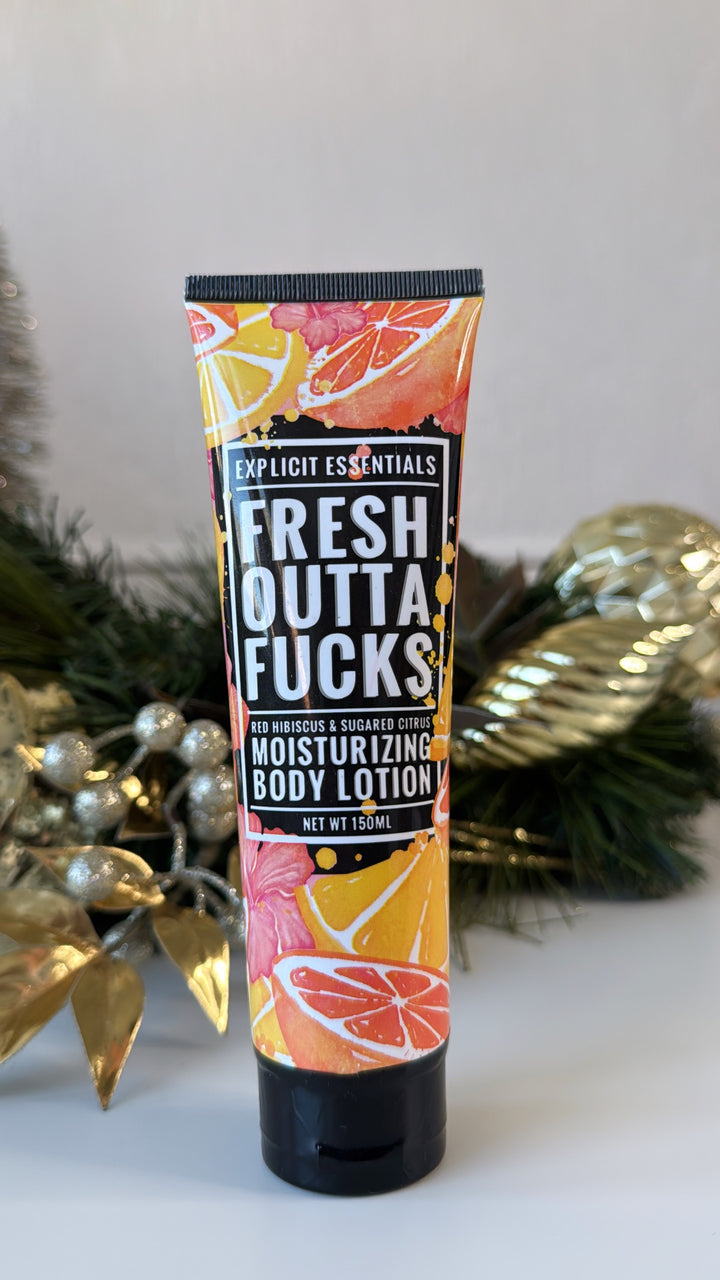 EXPLICIT ESSENTIALS
FRESH
OUTTA
FUCKS
RED HIBISCUS & SUGARED CITRUS
MOISTURIZING
BODY LOTION
NET WT 150ML